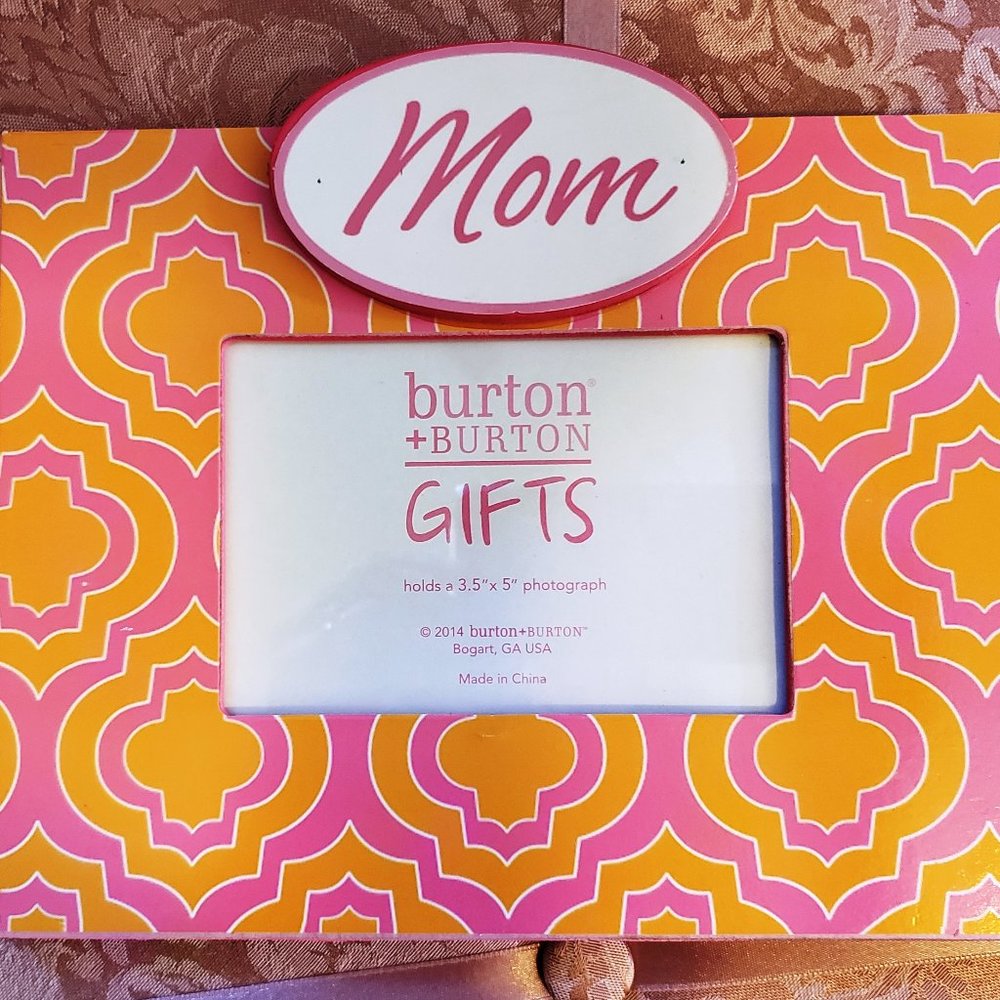 Mom
burton®
+BURTON
GIFTS
holds a 3.5"x 5" photograph
© 2014 burton+BURTON™
Bogart, GA USA
Made in China